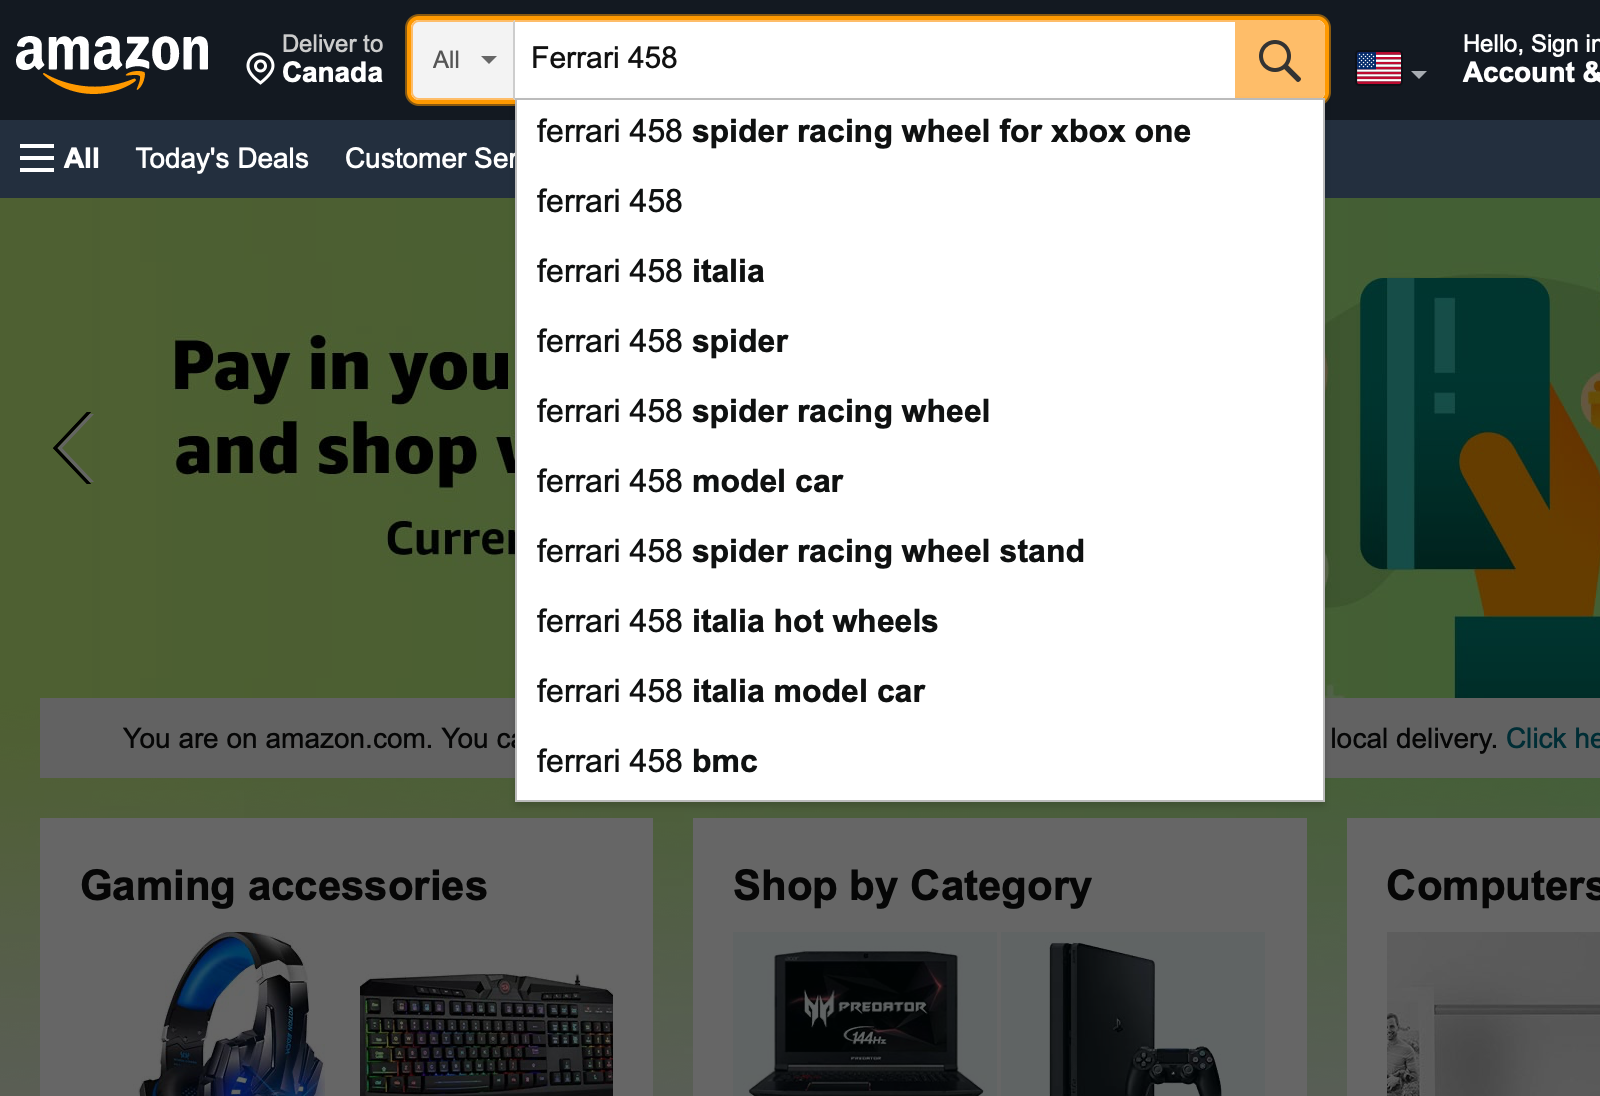 amazon
Deliver to
Canada
All
Ferrari 458
Hello, Sign in
Account &
All
Today's Deals
Customer Ser
ferrari 458 spider racing wheel for xbox one
ferrari 458
ferrari 458 italia
ferrari 458 spider
ferrari 458 spider racing wheel
ferrari 458 model car
ferrari 458 spider racing wheel stand
ferrari 458 italia hot wheels
ferrari 458 italia model car
ferrari 458 bmc
Pay in you
and shop
Curren
You are on amazon.com. You ca
local delivery. Click he
Gaming accessories
Shop by Category
Computers
acer
PREDATOR
144Hz
PREDATOR